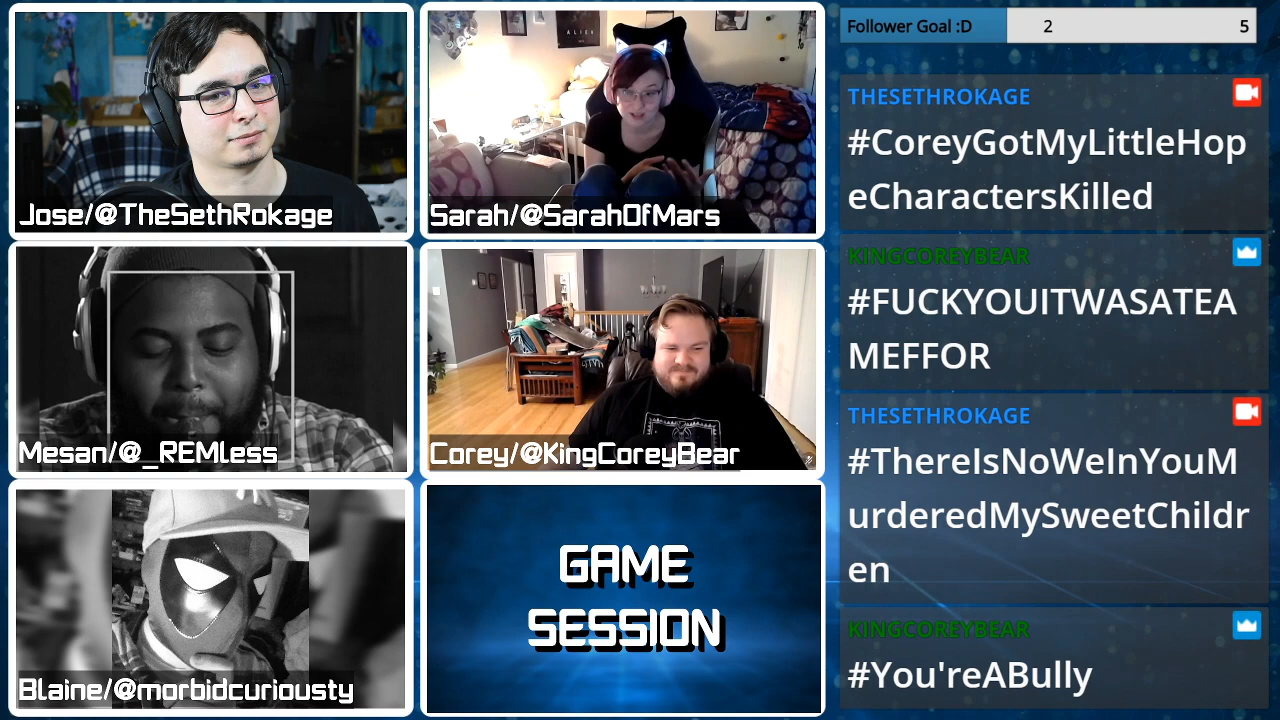 ALIEN
Jose/@TheSethRokage
Sarah/@SarahOfMars
Mesan/@_REMLess
Corey/@KingCoreyBear
Blaine/@morbidcuriousty
GAME
SESSION
Follower Goal :D 2 5
THESETHROKAGE
#CoreyGotMyLittleHop
eCharactersKilled
KINGCOREYBEAR
#FUCKYOUITWASATEA
MEFFOR
THESETHROKAGE
#ThereIsNoWeInYouM
urderedMySweetChildr
en
KINGCOREYBEAR
#You'reABully